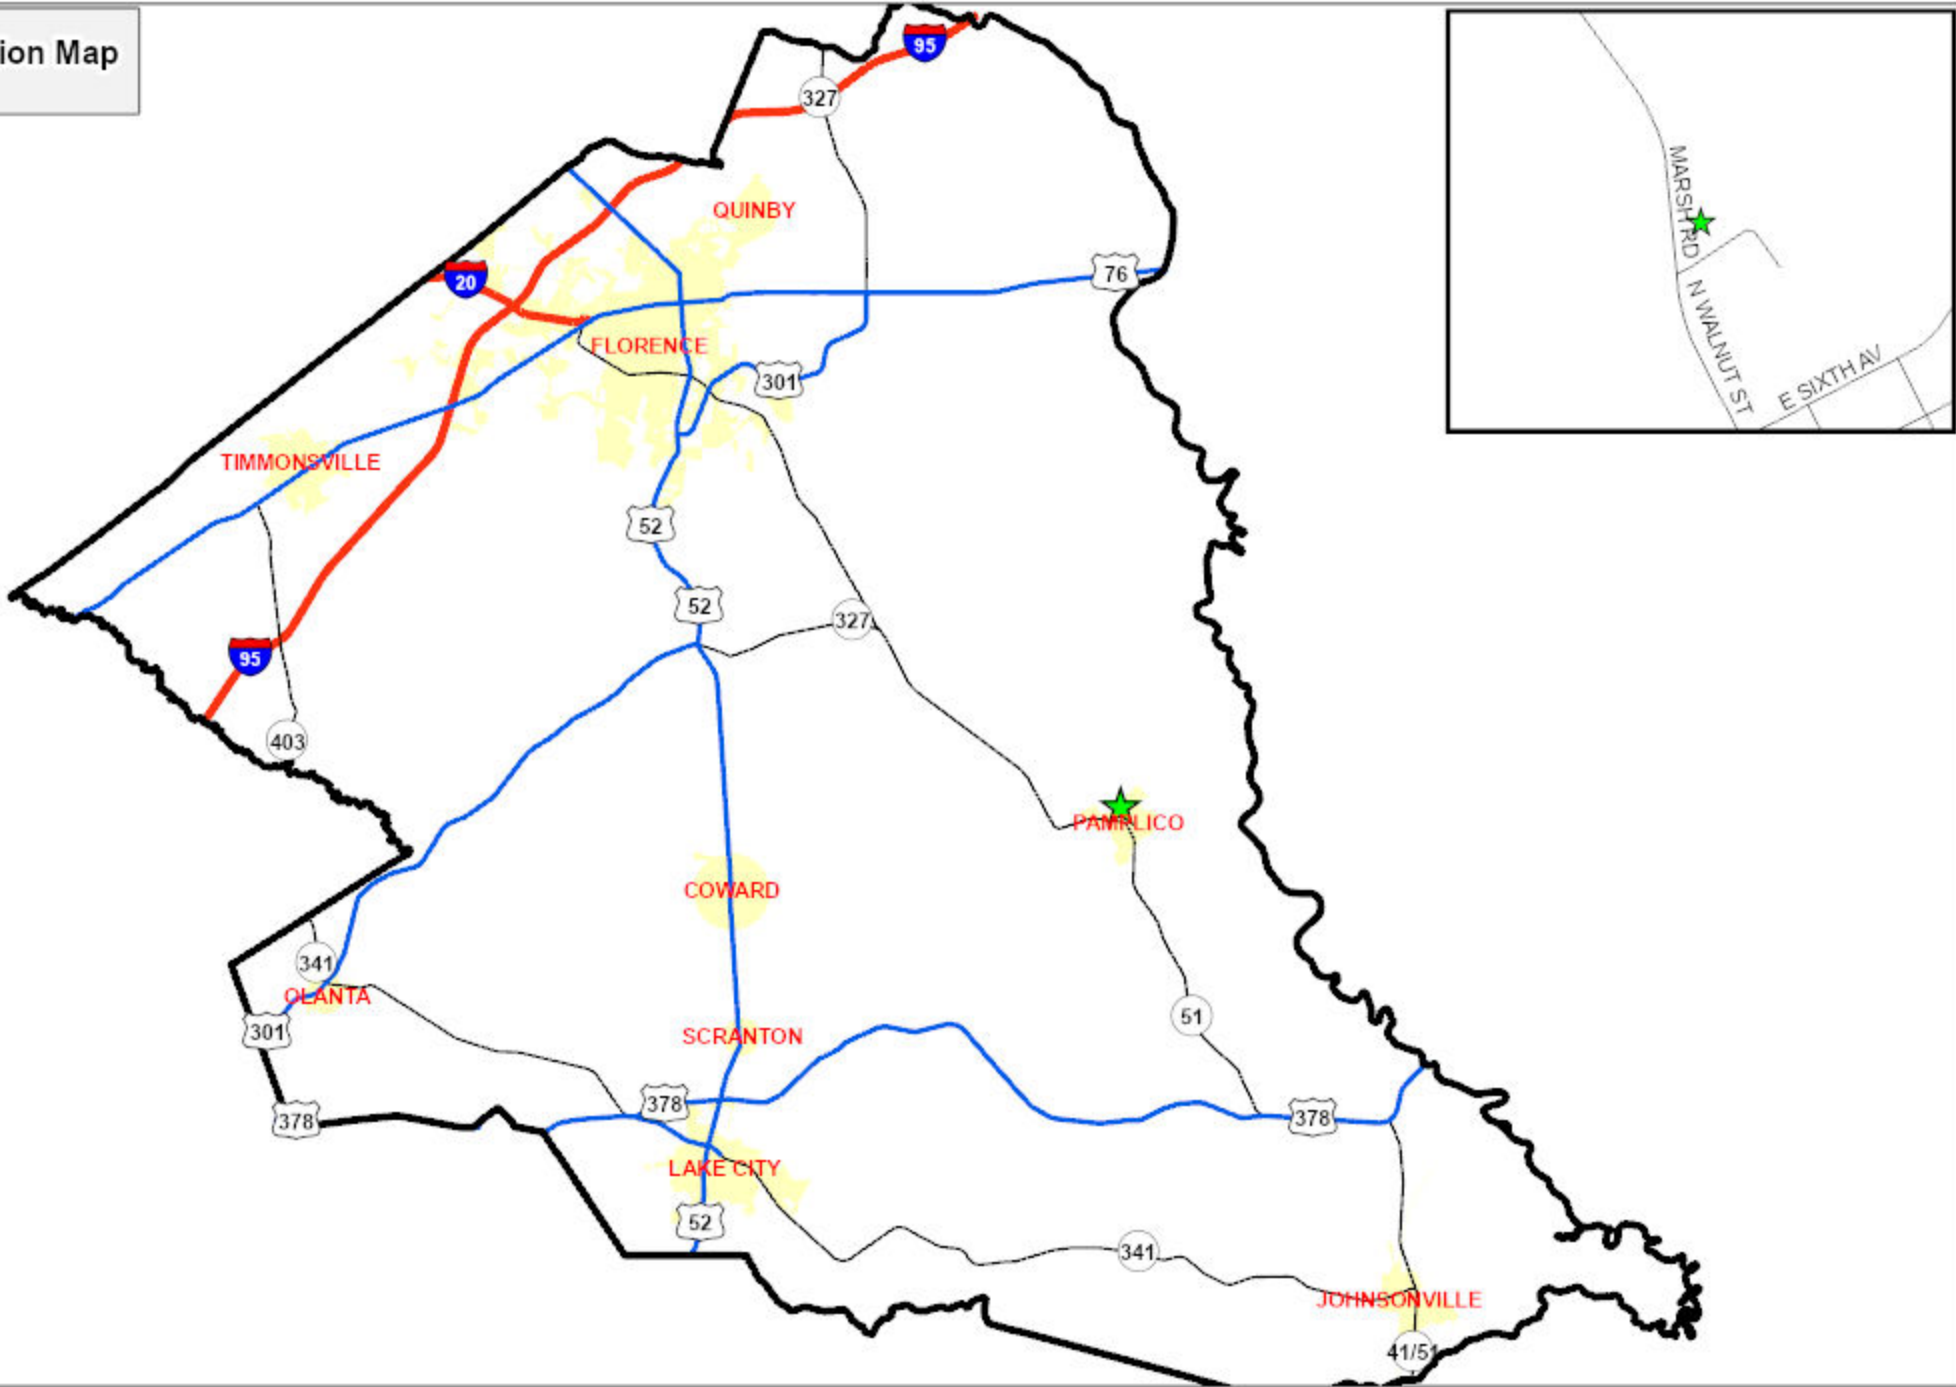 ion Map
95
327
QUINBY
76
20
FLORENCE
301
TIMMONSVILLE
52
52
327
95
403
PAMPLICO
COWARD
341
OLANTA
301
51
SCRANTON
378
378
378
LAKE CITY
52
341
JOHNSONVILLE
41/51
MARSH RD
N WALNUT ST
E SIXTH AV